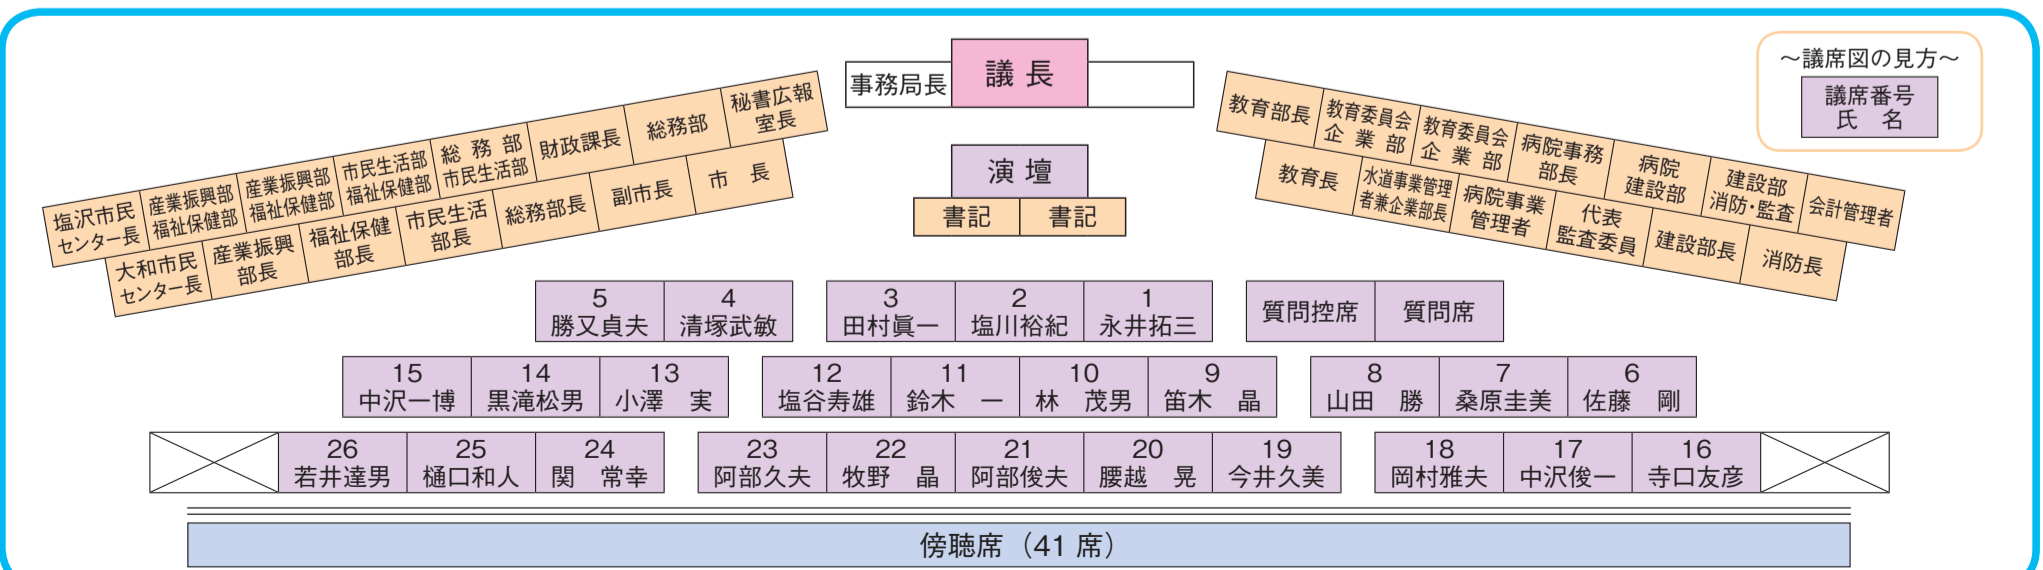 ～議席図の見方～
議席番号
氏　名
事務局長
議 長
演 壇
書記
書記
塩沢市民
センター長
産業振興部
福祉保健部
産業振興部
福祉保健部
市民生活部
福祉保健部
総 務 部
市民生活部
財政課長
総務部
秘書広報
室長
大和市民
センター長
産業振興
部長
福祉保健
部長
市民生活
部長
総務部長
副市長
市　長
教育部長
教育委員会
企 業 部
教育委員会
企 業 部
病院事務
部長
病院
建設部
建設部
消防・監査
会計管理者
教育長
水道事業管理
者兼企業部長
病院事業
管理者
代表
監査委員
建設部長
消防長
5
勝又貞夫
4
清塚武敏
3
田村眞一
2
塩川裕紀
1
永井拓三
質問控席
質問席
15
中沢一博
14
黒滝松男
13
小澤　実
12
塩谷寿雄
11
鈴木　一
10
林　茂男
9
笛木　晶
8
山田　勝
7
桑原圭美
6
佐藤　剛
26
若井達男
25
樋口和人
24
関　常幸
23
阿部久夫
22
牧野　晶
21
阿部俊夫
20
腰越　晃
19
今井久美
18
岡村雅夫
17
中沢俊一
16
寺口友彦
傍聴席（41 席）